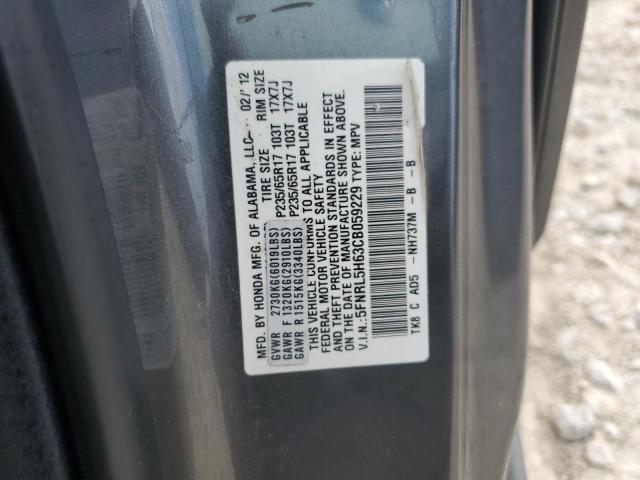 MFD. BY HONDA MFG. OF ALABAMA, LLC 02/ '12
TIRE SIZE RIM SIZE
GVWR 2730KG(6019LBS)
GAWR F 1320KG(2910LBS) P235/65R17 103T 17X7J
GAWR R 1515KG(3340LBS) P235/65R17 103T 17X7J
THIS VEHICLE CONFORMS TO ALL APPLICABLE
FEDERAL MOTOR VEHICLE SAFETY
AND THEFT PREVENTION STANDARDS IN EFFECT
ON THE DATE OF MANUFACTURE SHOWN ABOVE.
V.I.N.: 5FNRL5H63CB059229 TYPE: MPV
TK8 C AD5 -NH737M -B -B